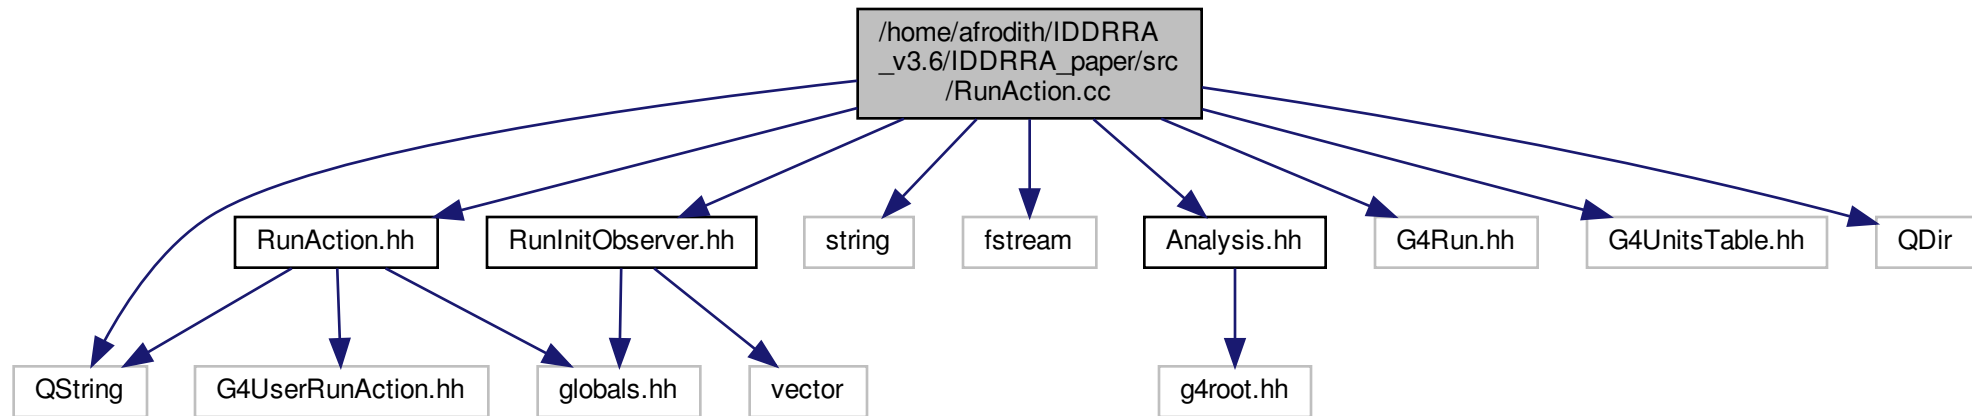 /home/afrodith/IDDRRA
_v3.6/IDDRRA_paper/src
/RunAction.cc
RunAction.hh
RunInitObserver.hh
string
fstream
Analysis.hh
G4Run.hh
G4UnitsTable.hh
QDir
QString
G4UserRunAction.hh
globals.hh
vector
g4root.hh